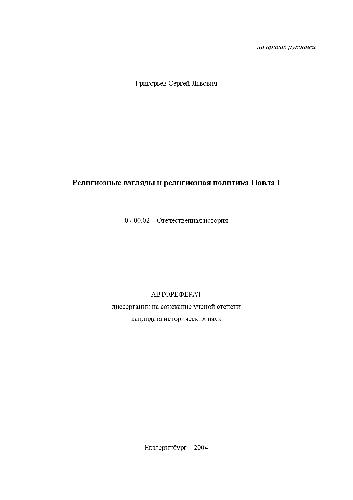 на правах рукописи
Григорьев Сергей Львович
Религиозные взгляды и религиозная политика Павла I
07.00.02 – Отечественная история
АВТОРЕФЕРАТ
диссертации на соискание ученой степени
кандидата исторических наук
Екатеринбург – 2004